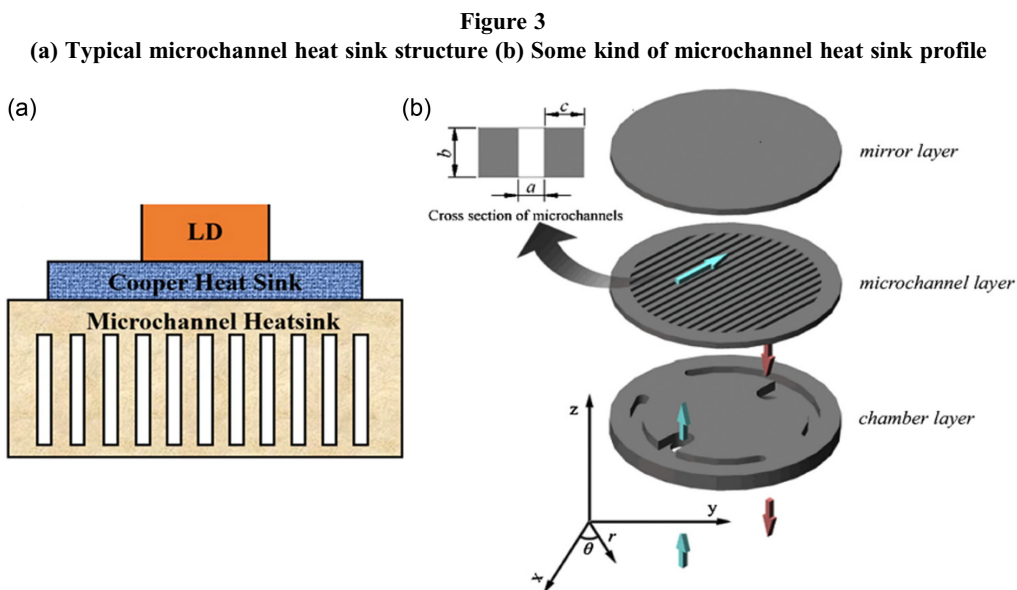 Figure 3
(a) Typical microchannel heat sink structure (b) Some kind of microchannel heat sink profile
(a)
LD
Cooper Heat Sink
Microchannel Heatsink
(b)
c
b
a
Cross section of microchannels
mirror layer
microchannel layer
chamber layer
z
y
r
θ
x